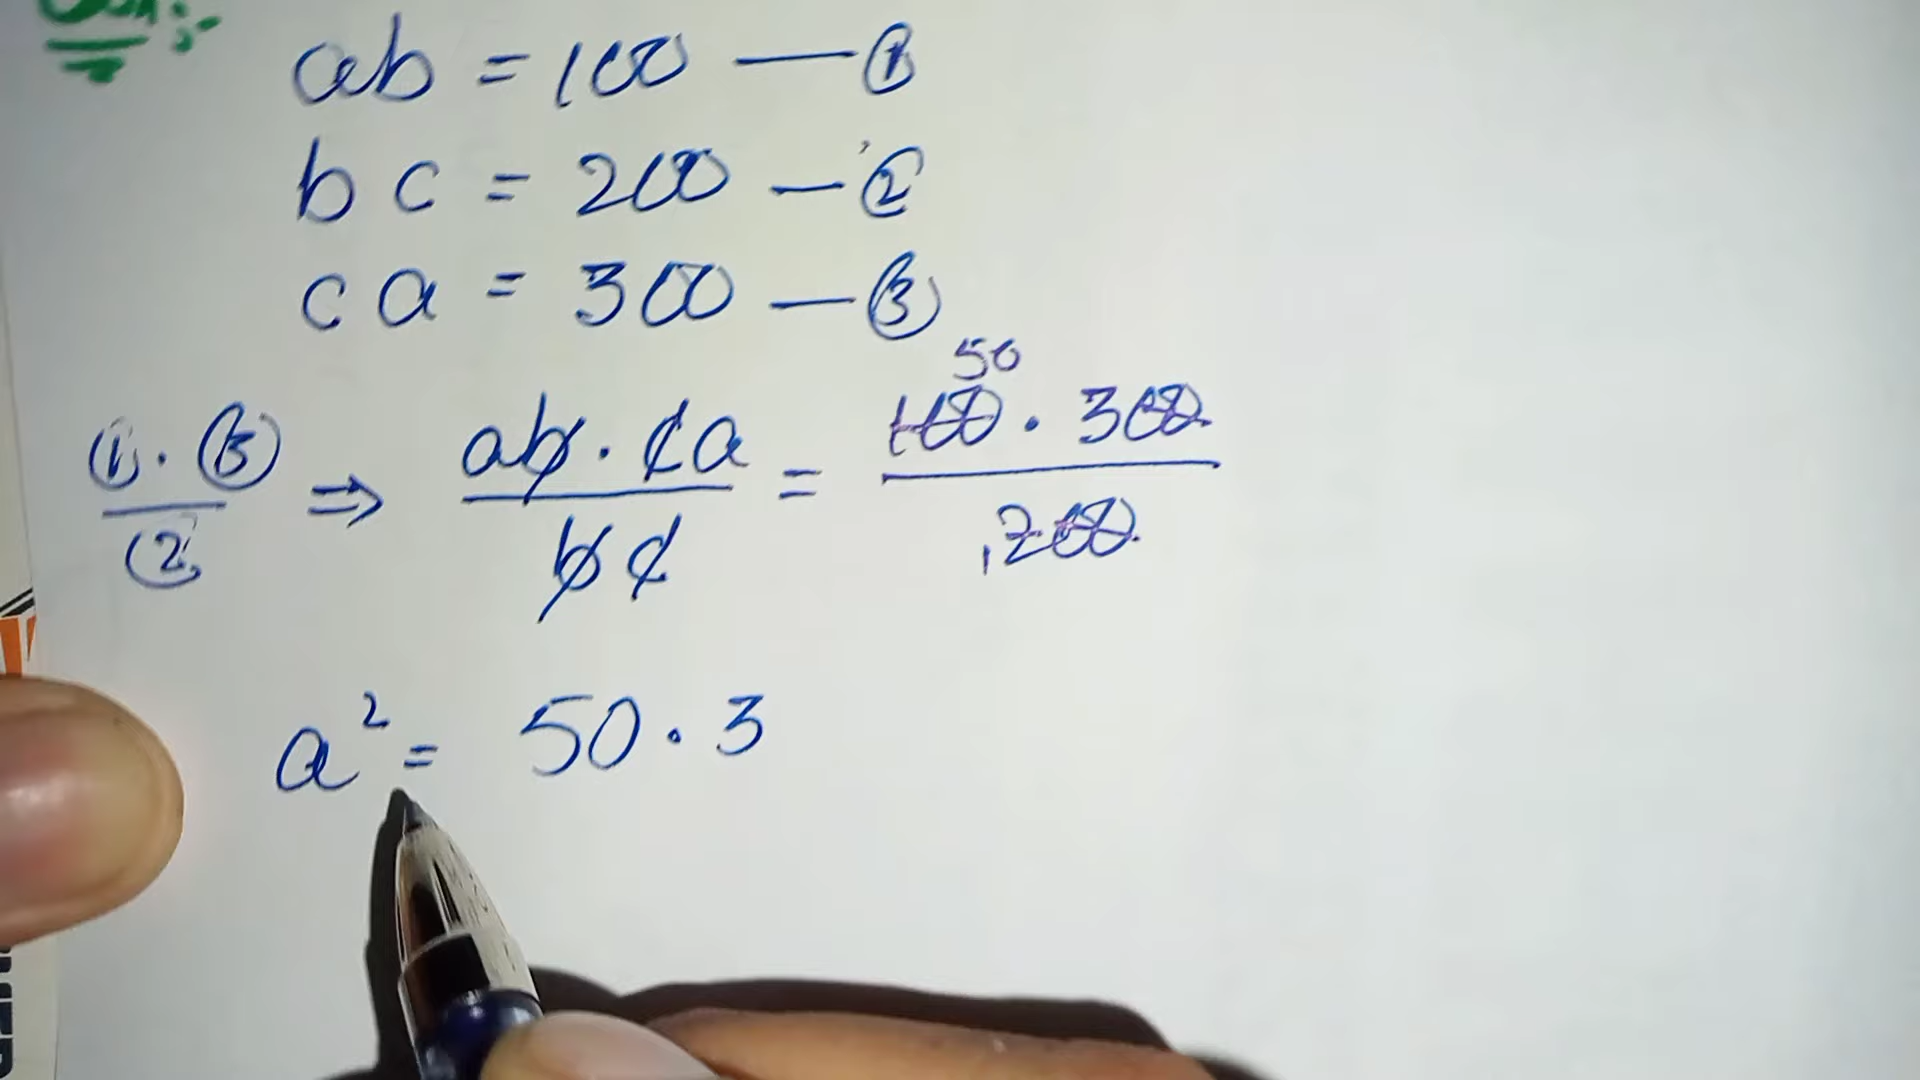 ab = 100 — ①
bc = 200 — ②
ca = 300 — ③
① · ③ / ② ⇒ ab · ca / bc = 100 · 300 / 200
50
1
a² = 50 · 3